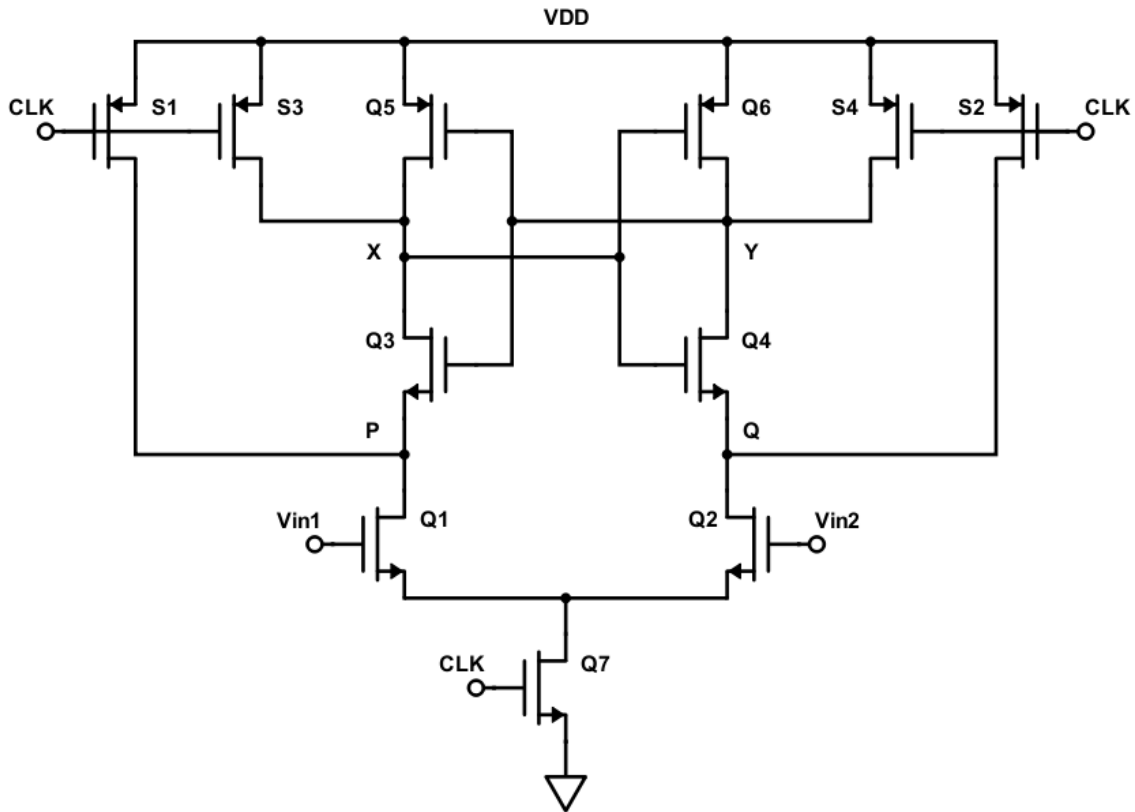 VDD
CLK S1 S3 Q5 Q6 S4 S2 CLK
X Y
Q3 Q4
P Q
Vin1 Q1 Q2 Vin2
CLK Q7